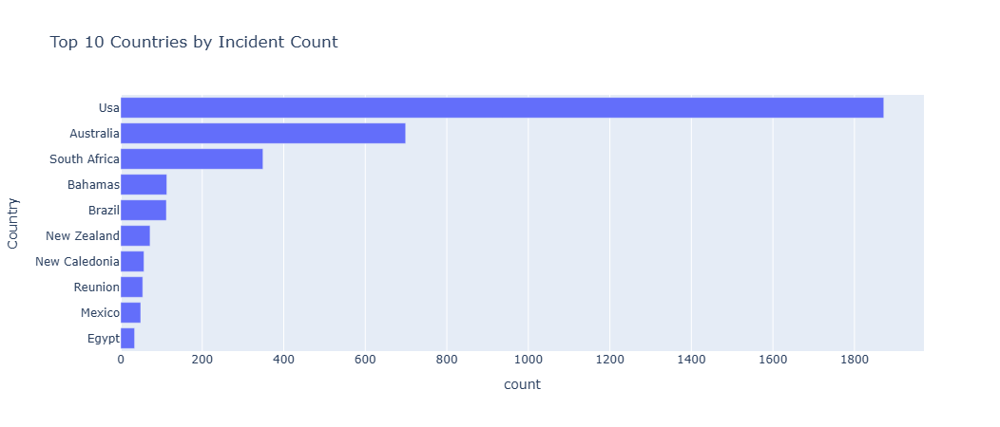 Top 10 Countries by Incident Count
Country
Usa
Australia
South Africa
Bahamas
Brazil
New Zealand
New Caledonia
Reunion
Mexico
Egypt
0 200 400 600 800 1000 1200 1400 1600 1800
count